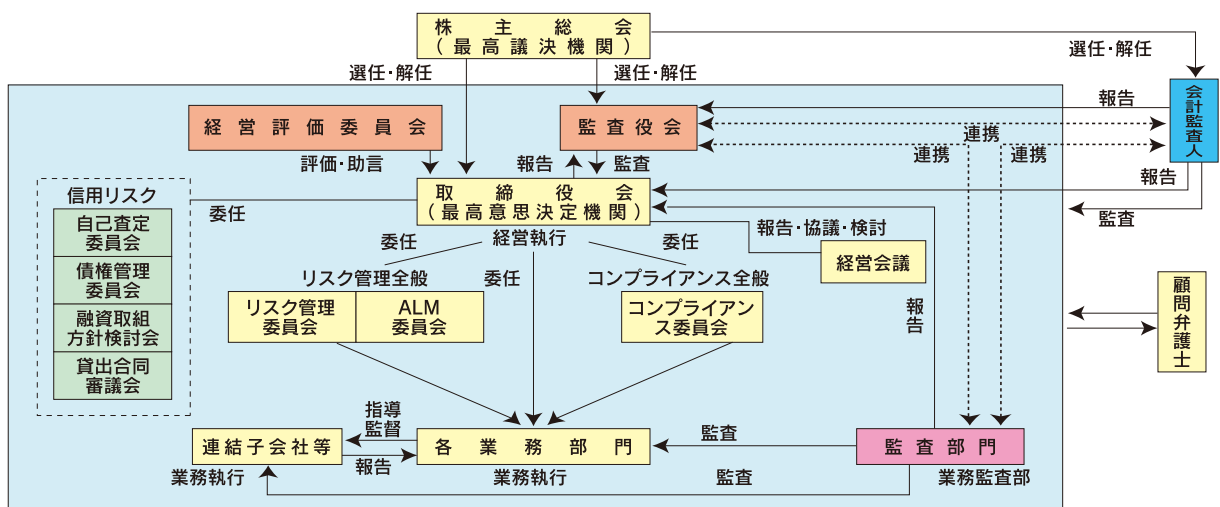 株主総会
(最高議決機関)
選任・解任
選任・解任
選任・解任
会計監査人
経営評価委員会
監査役会
報告
連携
連携
連携
評価・助言
報告
監査
報告
監査
信用リスク
自己査定
委員会
債権管理
委員会
融資取組
方針検討会
貸出合同
審議会
委任
取締役会
(最高意思決定機関)
経営執行
報告・協議・検討
経営会議
委任
委任
委任
リスク管理全般
コンプライアンス全般
リスク管理
委員会
ALM
委員会
コンプライアン
ス委員会
報告
顧問弁護士
指導
監督
連結子会社等
報告
業務執行
各業務部門
業務執行
監査
監査
監査部門
業務監査部